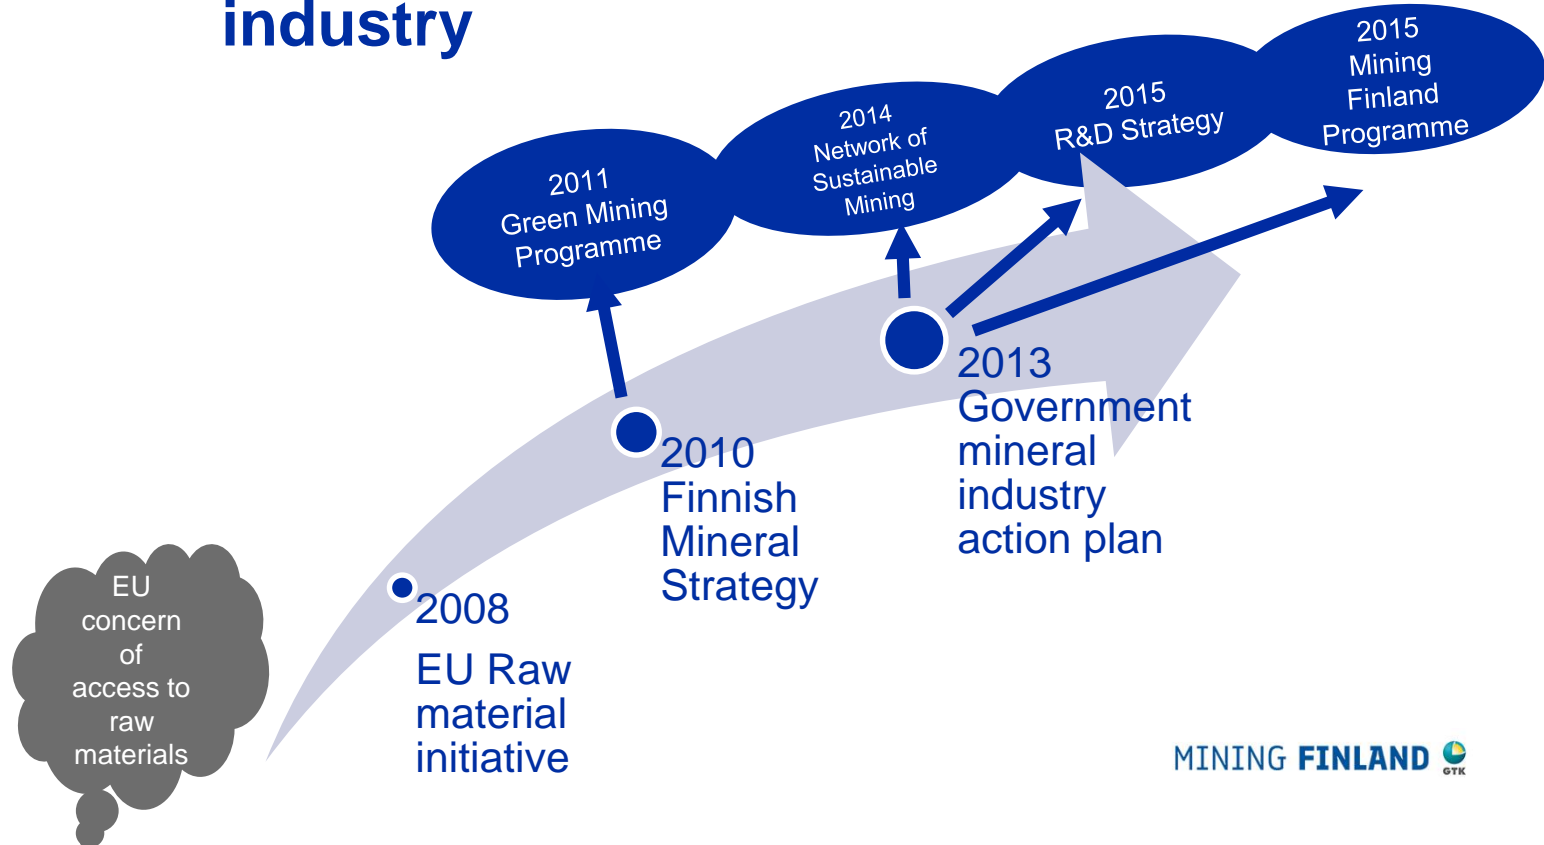 industry
2011
Green Mining
Programme
2014
Network of
Sustainable
Mining
2015
R&D Strategy
2015
Mining
Finland
Programme
2013
Government
mineral
industry
action plan
2010
Finnish
Mineral
Strategy
2008
EU Raw
material
initiative
EU
concern
of
access to
raw
materials
MINING FINLAND
GTK